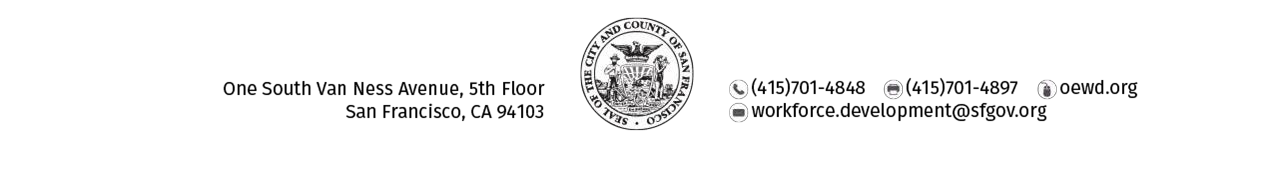 One South Van Ness Avenue, 5th Floor
San Francisco, CA 94103
SEAL OF THE CITY AND COUNTY OF SAN FRANCISCO
(415)701-4848 (415)701-4897 oewd.org
workforce.development@sfgov.org